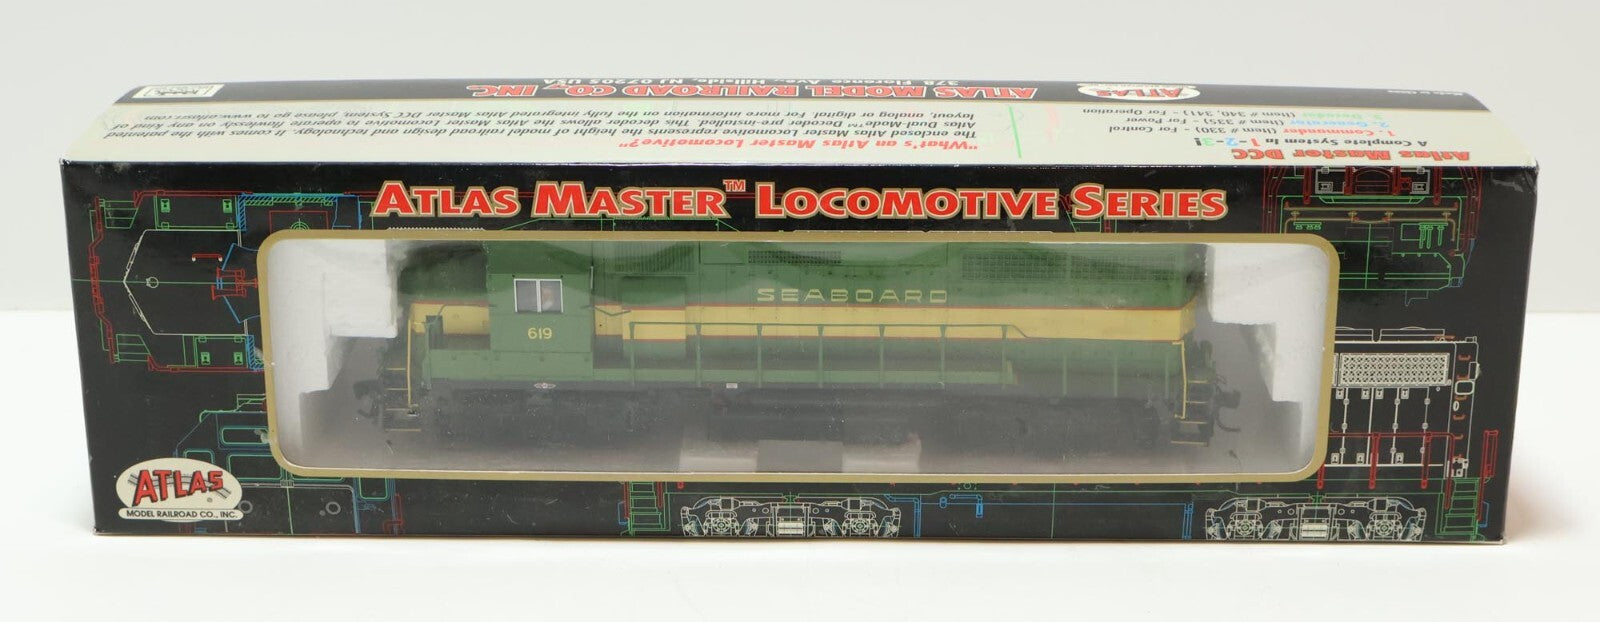 ATLAS MODEL RAILROAD CO., INC.
378 Florence Ave., Hillside, NJ 07205 USA
ATLAS
Made in China
"What's an Atlas Master Locomotive?"
The enclosed Atlas Master Locomotive represents the height of model railroad design and technology. It comes with the patented
Atlas Dual-Mode™ Decoder pre-installed. This decoder allows the Atlas Master Locomotive to run flawlessly on any kind of
layout, analog or digital. For more information on the fully integrated Atlas Master DCC System, please go to www.atlasrr.com
Atlas Master DCC
A Complete System In 1-2-3!
1. Commander (Item # 330) - For Control
2. Generator (Item # 335) - For Power
3. Decoder (Item # 340, 341) - For Operation
ATLAS MASTER™ LOCOMOTIVE SERIES
SEABOARD
619
ATLAS
MODEL RAILROAD CO., INC.